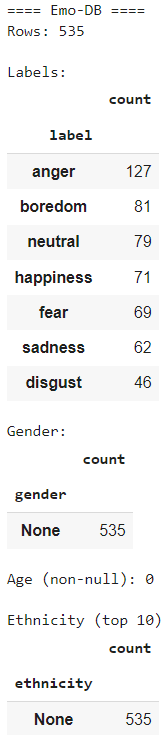 ==== Emo-DB ====
Rows: 535
Labels:
count
label
anger 127
boredom 81
neutral 79
happiness 71
fear 69
sadness 62
disgust 46
Gender:
count
gender
None 535
Age (non-null): 0
Ethnicity (top 10)
count
ethnicity
None 535